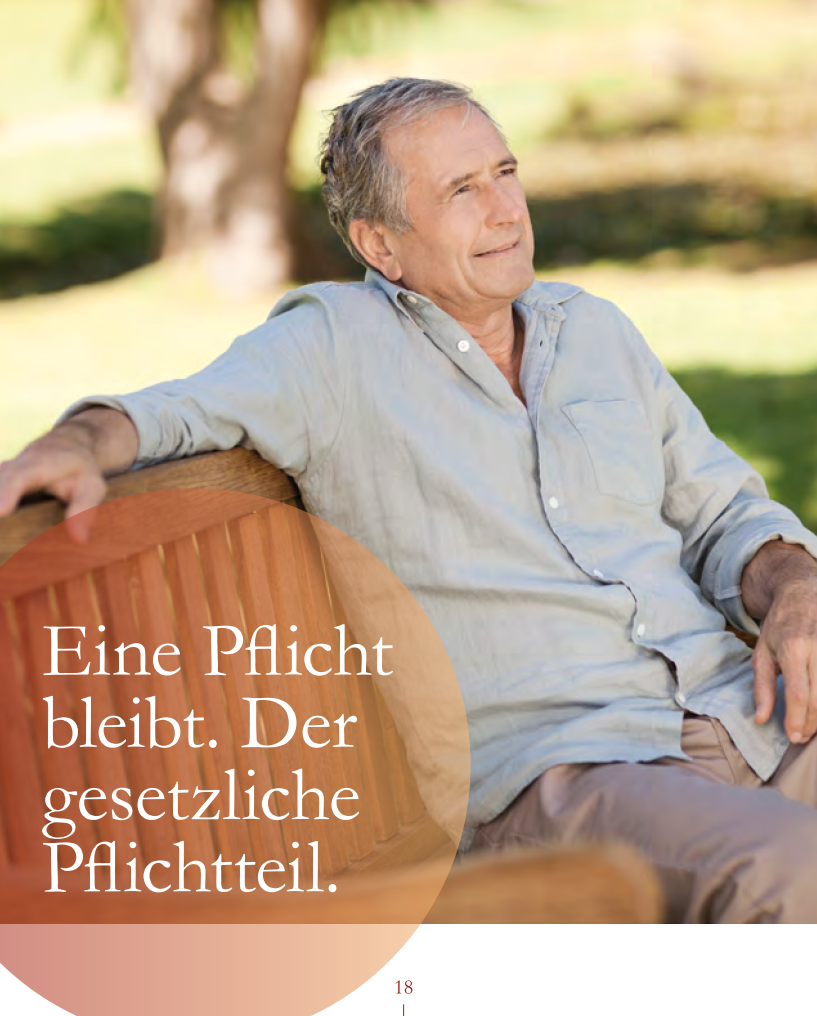 Eine Pflicht
bleibt. Der
gesetzliche
Pflichtteil.
18